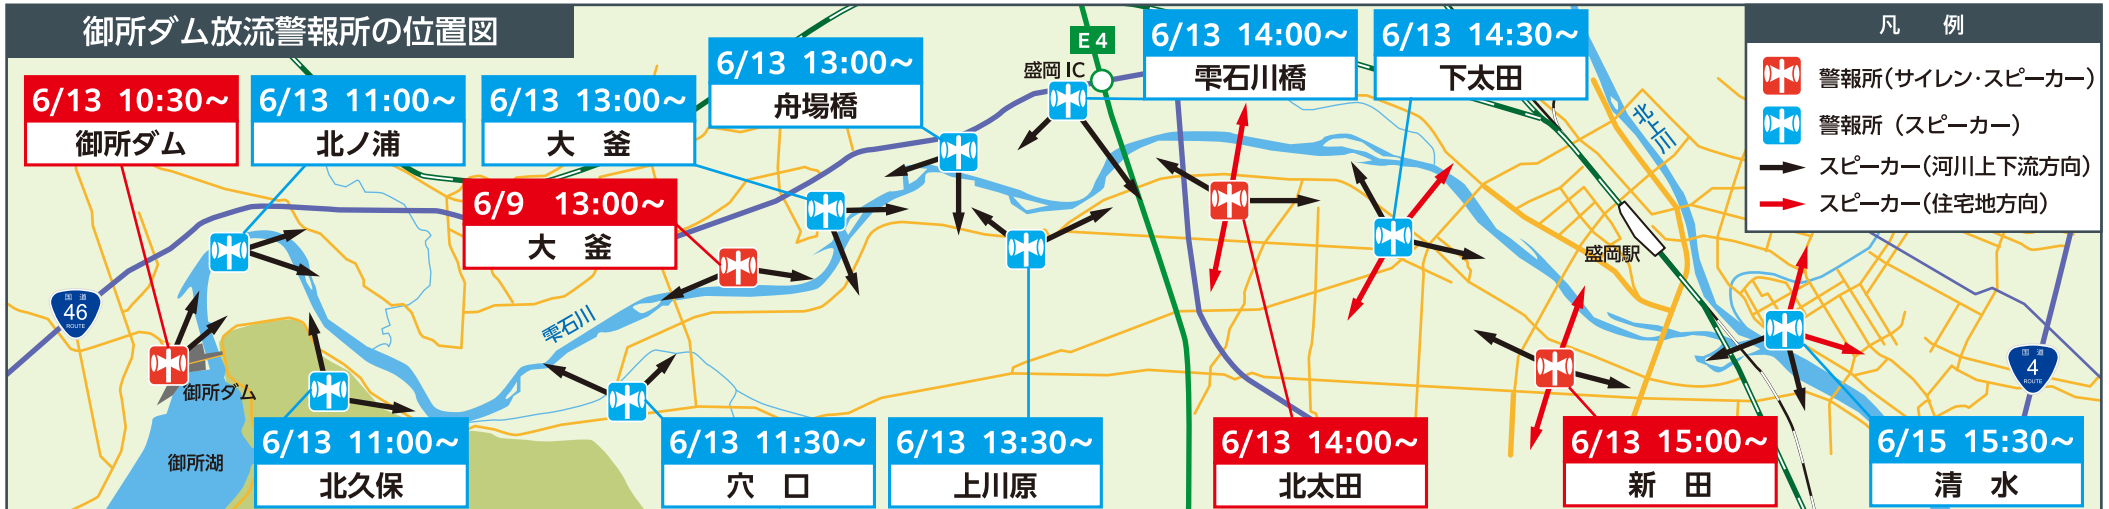 御所ダム放流警報所の位置図
凡　例
警報所(サイレン・スピーカー)
警報所（スピーカー）
スピーカー(河川上下流方向)
スピーカー(住宅地方向)
6/13 10:30～
御所ダム
6/13 11:00～
北ノ浦
6/13 13:00～
大　釜
6/13 13:00～
舟場橋
6/13 14:00～
雫石川橋
6/13 14:30～
下太田
6/9　13:00～
大　釜
E4
盛岡IC
北上川
盛岡駅
雫石川
国道
46
ROUTE
国道
4
ROUTE
御所ダム
御所湖
6/13 11:00～
北久保
6/13 11:30～
穴　口
6/13 13:30～
上川原
6/13 14:00～
北太田
6/13 15:00～
新　田
6/15 15:30～
清　水